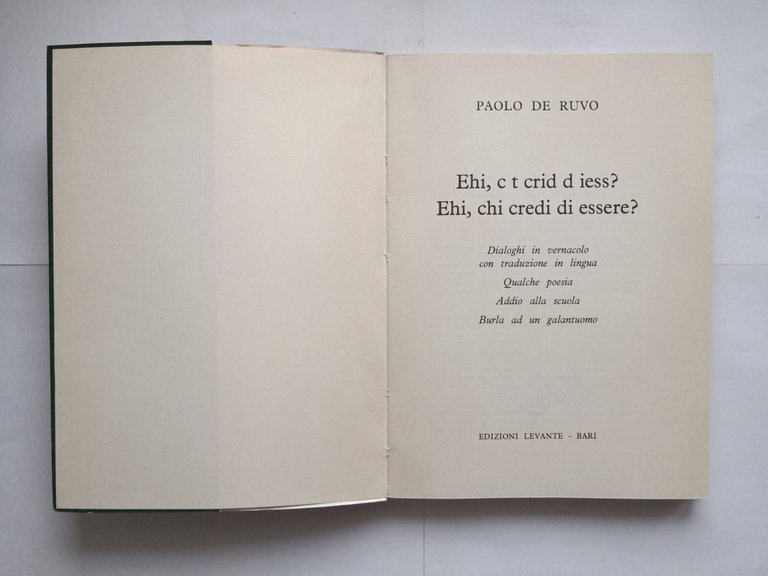 PAOLO DE RUVO
Ehi, c t crid d iess?
Ehi, chi credi di essere?
Dialoghi in vernacolo
con traduzione in lingua
Qualche poesia
Addio alla scuola
Burla ad un galantuomo
EDIZIONI LEVANTE - BARI